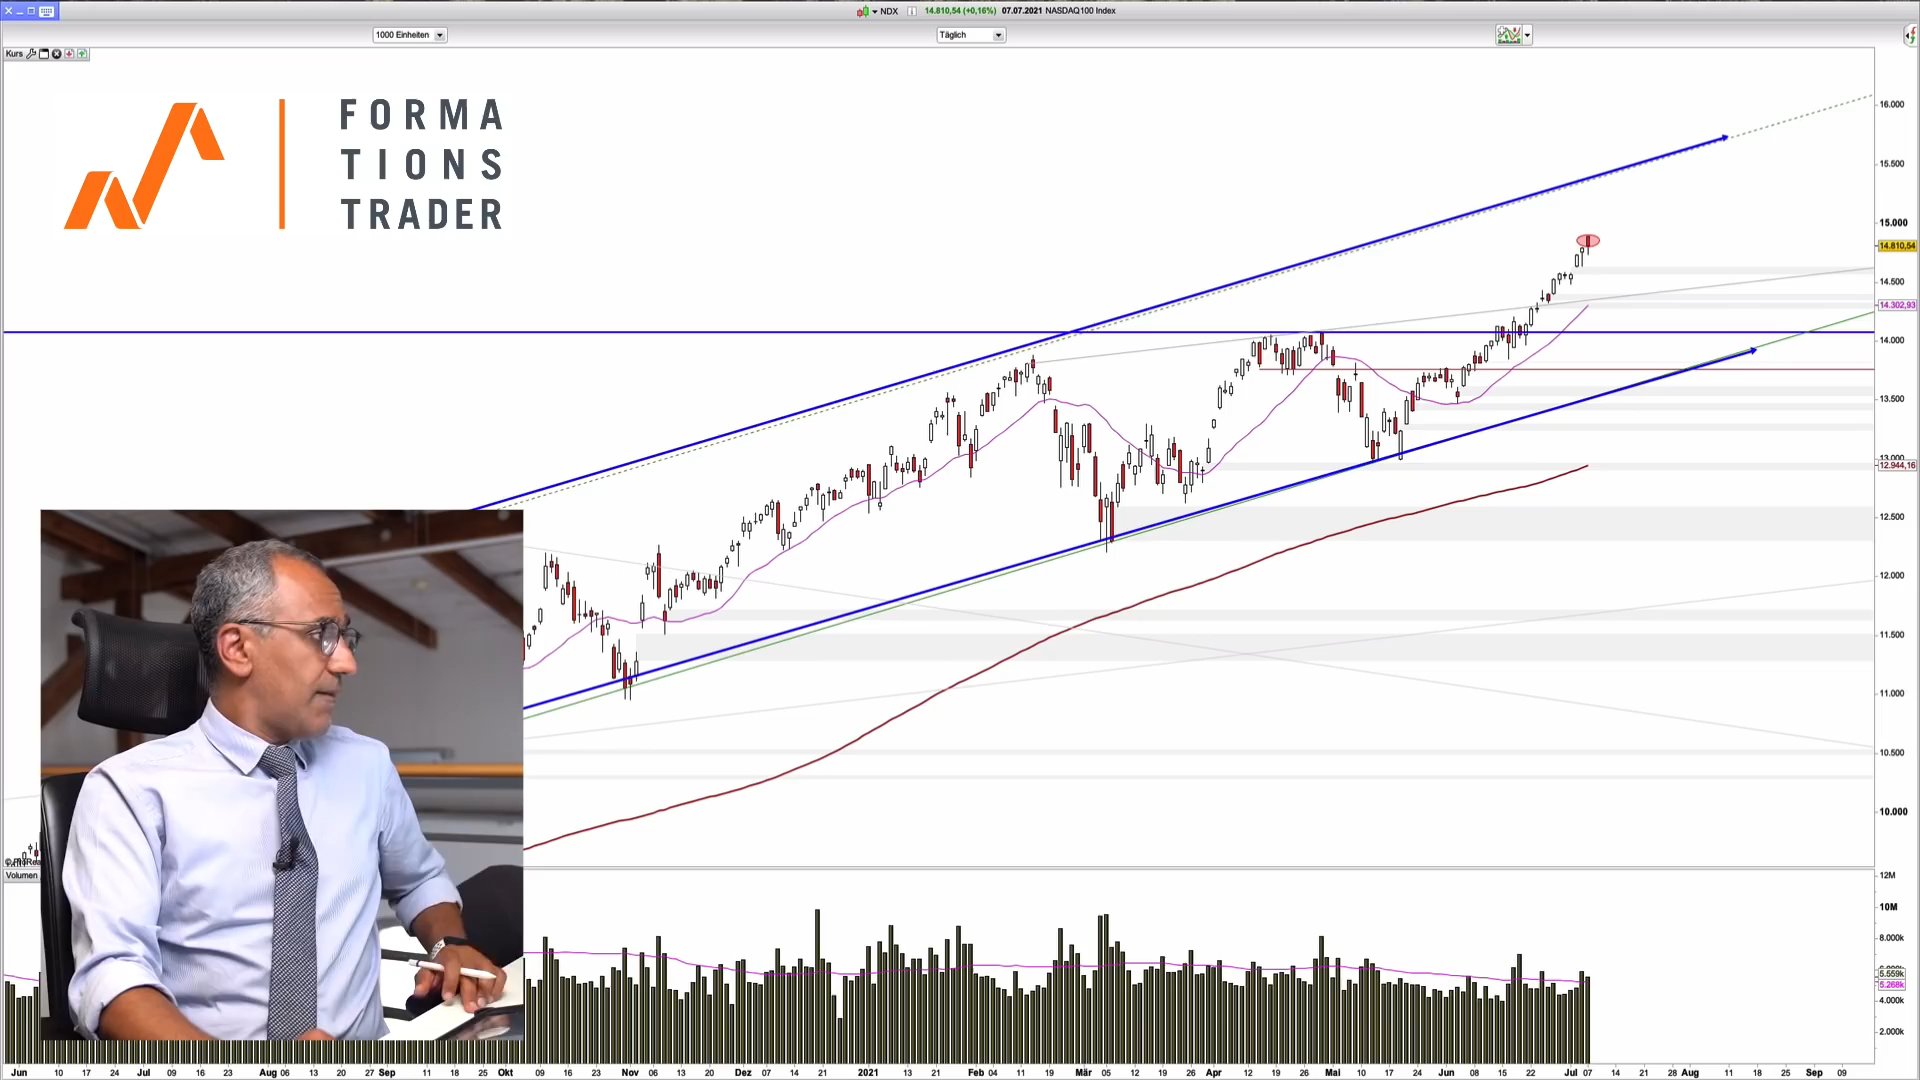 NDX 14.810,54 (+0,16%) 07.07.2021 NASDAQ100 Index
1000 Einheiten
Täglich
Kurs
FORMA
TIONS
TRADER
16.000
15.500
15.000
14.810,54
14.500
14.302,93
14.000
13.500
13.000
12.944,16
12.500
12.000
11.500
11.000
10.500
10.000
Volumen
12M
10M
8.000k
5.559k
5.268k
4.000k
2.000k
Jun 10 17 24 Jul 09 16 23 Aug 06 13 20 27 Sep 11 18 25 Okt 09 16 23 Nov 06 13 20 Dez 07 14 21 2021 13 21 Feb 04 11 19 Mär 05 12 19 26 Apr 12 19 26 Mai 10 17 24 Jun 08 15 22 Jul 07 14 21 28 Aug 11 18 25 Sep 09